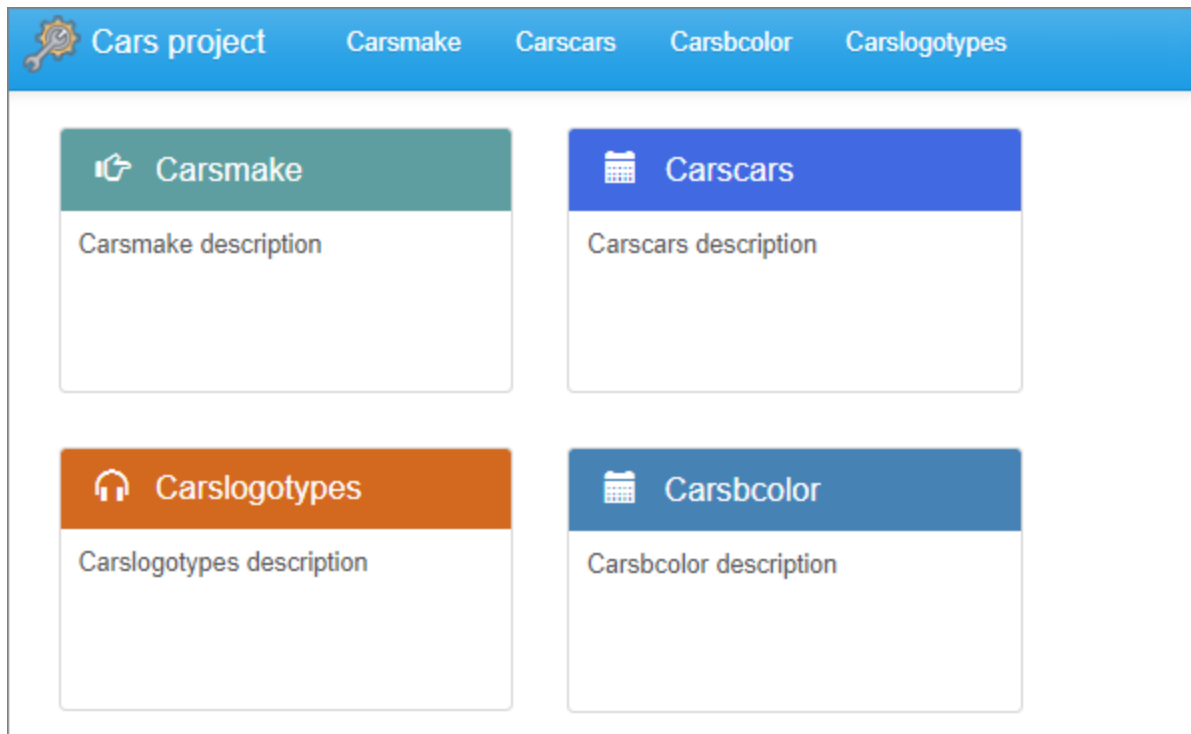 Cars project Carsmake Carscars Carsbcolor Carslogotypes
Carsmake
Carsmake description
Carscars
Carscars description
Carslogotypes
Carslogotypes description
Carsbcolor
Carsbcolor description